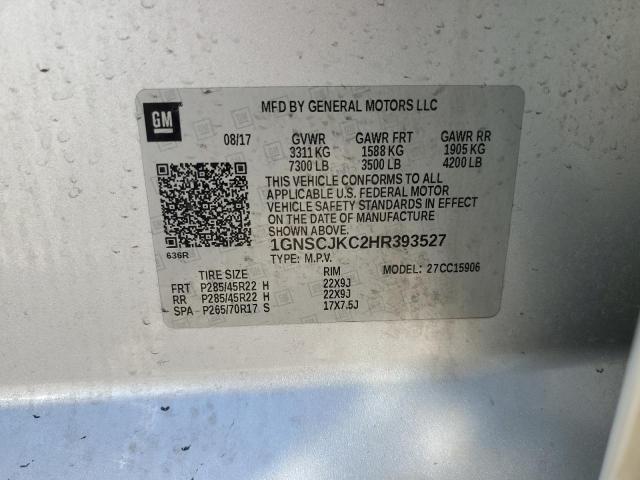 GM
MFD BY GENERAL MOTORS LLC
08/17 GVWR GAWR FRT GAWR RR
3311 KG 1588 KG 1905 KG
7300 LB 3500 LB 4200 LB
THIS VEHICLE CONFORMS TO ALL
APPLICABLE U.S. FEDERAL MOTOR
VEHICLE SAFETY STANDARDS IN EFFECT
ON THE DATE OF MANUFACTURE
SHOWN ABOVE.
1GNSCJKC2HR393527
636R TYPE: M.P.V.
TIRE SIZE RIM MODEL: 27CC15906
FRT P285/45R22 H 22X9J
RR P285/45R22 H 22X9J
SPA P265/70R17 S 17X7.5J